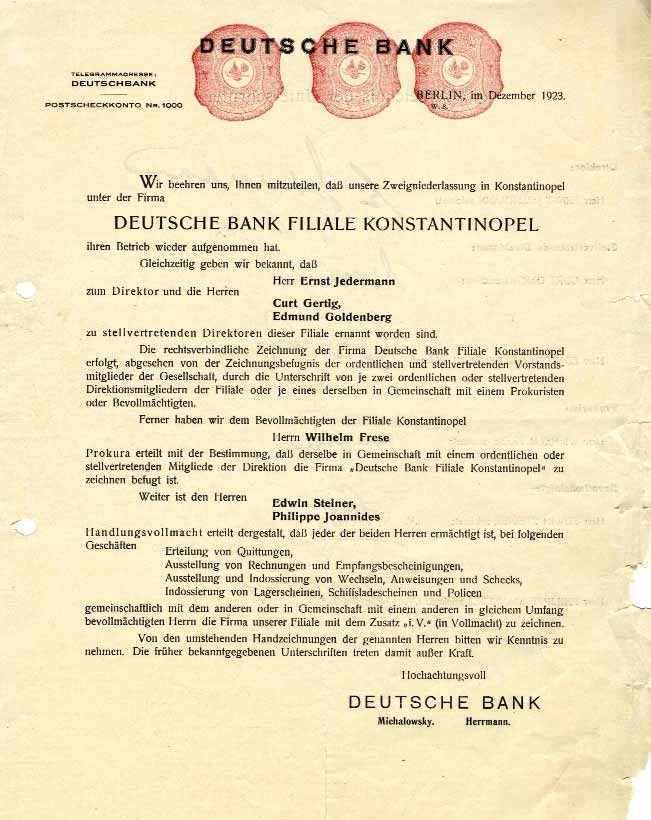 DEUTSCHE BANK
TELEGRAMMADRESSE:
DEUTSCHBANK
POSTSCHECKKONTO NR. 1000
BERLIN, im Dezember 1923.
W. 8.
Wir beehren uns, Ihnen mitzuteilen, daß unsere Zweigniederlassung in Konstantinopel
unter der Firma
DEUTSCHE BANK FILIALE KONSTANTINOPEL
ihren Betrieb wieder aufgenommen hat.
Gleichzeitig geben wir bekannt, daß
Herr Ernst Jedermann
zum Direktor und die Herren
Curt Gertig,
Edmund Goldenberg
zu stellvertretenden Direktoren dieser Filiale ernannt worden sind.
Die rechtsverbindliche Zeichnung der Firma Deutsche Bank Filiale Konstantinopel
erfolgt, abgesehen von der Zeichnungsbefugnis der ordentlichen und stellvertretenden Vorstands-
mitglieder der Gesellschaft, durch die Unterschrift von je zwei ordentlichen oder stellvertretenden
Direktionsmitgliedern der Filiale oder je eines derselben in Gemeinschaft mit einem Prokuristen
oder Bevollmächtigten.
Ferner haben wir dem Bevollmächtigten der Filiale Konstantinopel
Herrn Wilhelm Frese
Prokura erteilt mit der Bestimmung, daß derselbe in Gemeinschaft mit einem ordentlichen oder
stellvertretenden Mitgliede der Direktion die Firma „Deutsche Bank Filiale Konstantinopel“ zu
zeichnen befugt ist.
Weiter ist den Herren
Edwin Steiner,
Philippe Joannides
Handlungsvollmacht erteilt dergestalt, daß jeder der beiden Herren ermächtigt ist, bei folgenden
Geschäften
Erteilung von Quittungen,
Ausstellung von Rechnungen und Empfangsbescheinigungen,
Ausstellung und Indossierung von Wechseln, Anweisungen und Schecks,
Indossierung von Lagerscheinen, Schiffsladescheinen und Policen
gemeinschaftlich mit dem anderen oder in Gemeinschaft mit einem anderen in gleichem Umfang
bevollmächtigten Herrn die Firma unserer Filiale mit dem Zusatz „i. V.“ (in Vollmacht) zu zeichnen.
Von den umstehenden Handzeichnungen der genannten Herren bitten wir Kenntnis zu
nehmen. Die früher bekanntgegebenen Unterschriften treten damit außer Kraft.
Hochachtungsvoll
DEUTSCHE BANK
Michalowsky. Herrmann.